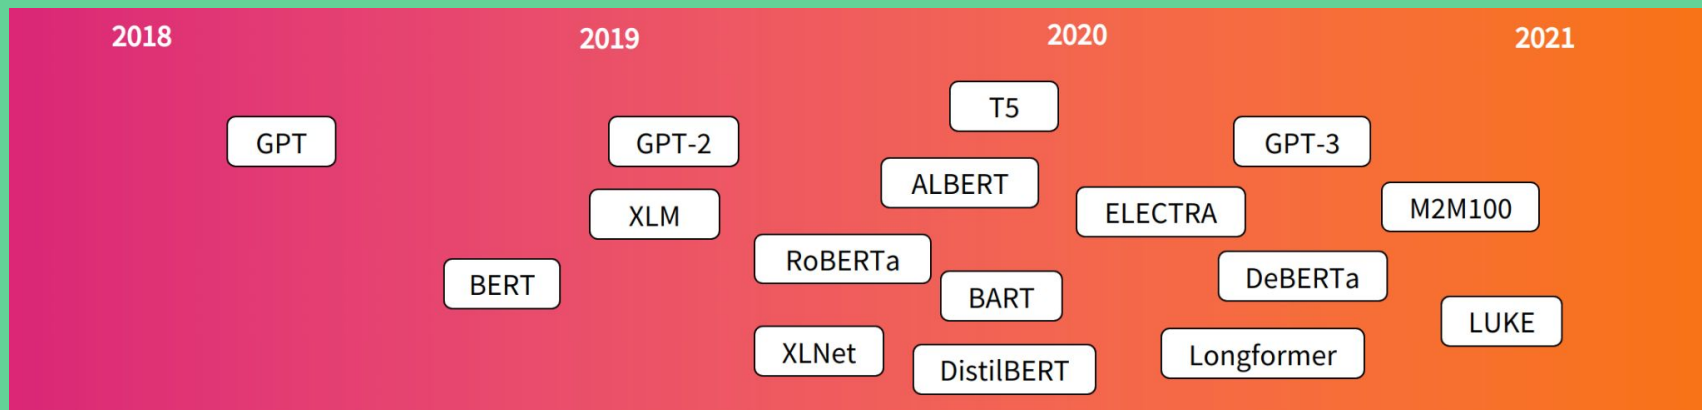 2018 2019 2020 2021
T5
GPT GPT-2 GPT-3
ALBERT
XLM ELECTRA M2M100
RoBERTa
BERT BART DeBERTa
LUKE
XLNet DistilBERT Longformer